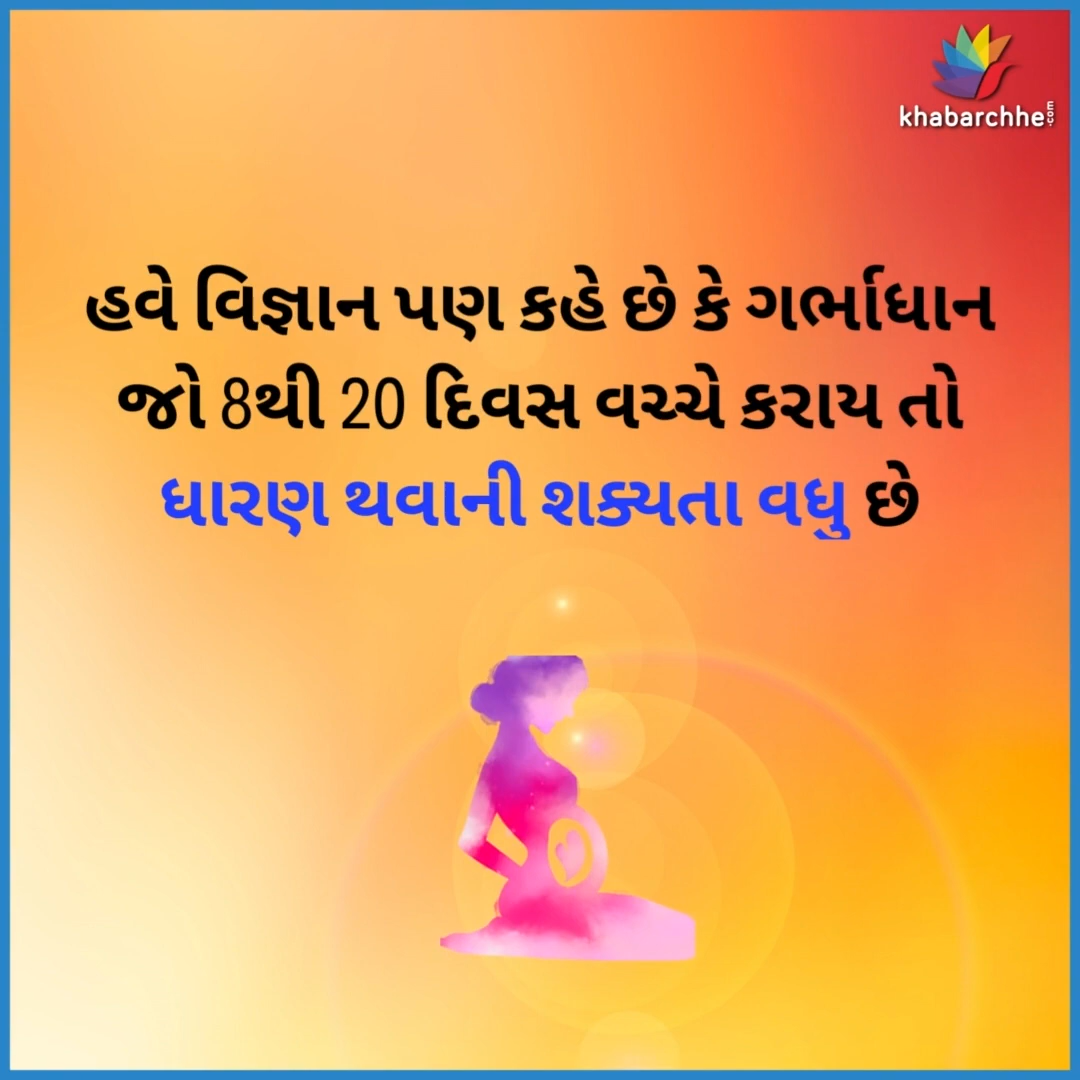 khabarchhe.com
હવે વિજ્ઞાન પણ કહે છે કે ગર્ભાધાન
જો 8થી 20 દિવસ વચ્ચે કરાય તો
ધારણ થવાની શક્યતા વધુ છે